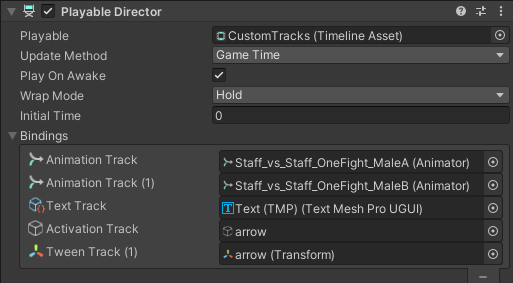 Playable Director
Playable CustomTracks (Timeline Asset)
Update Method Game Time
Play On Awake
Wrap Mode Hold
Initial Time 0
Bindings
Animation Track Staff_vs_Staff_OneFight_MaleA (Animator)
Animation Track (1) Staff_vs_Staff_OneFight_MaleB (Animator)
Text Track Text (TMP) (Text Mesh Pro UGUI)
Activation Track arrow
Tween Track (1) arrow (Transform)